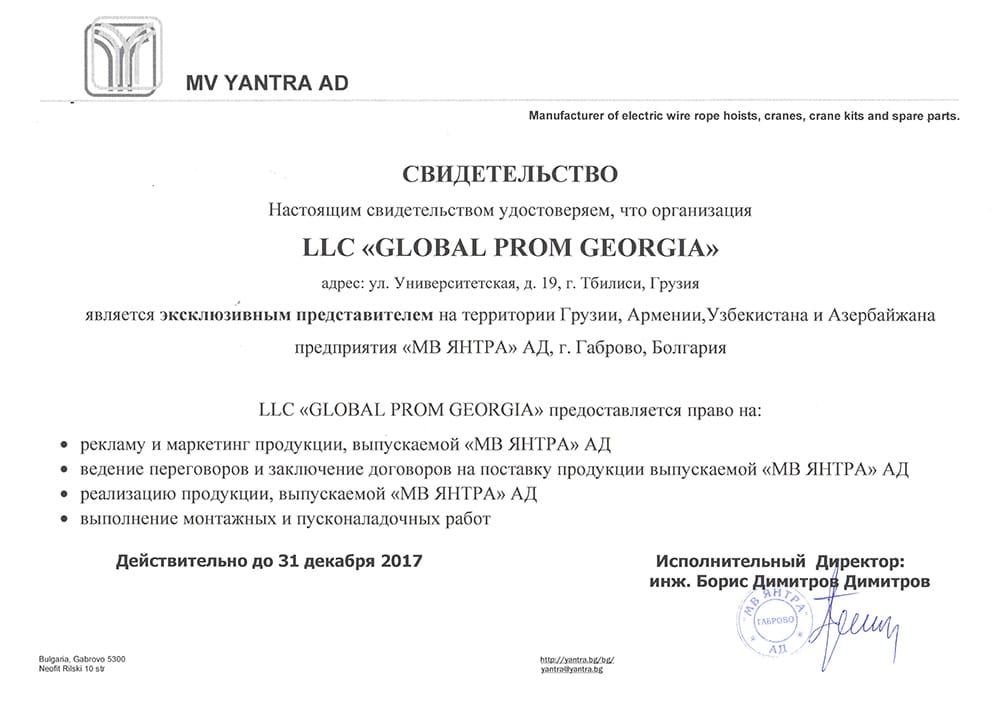 MV YANTRA AD
Manufacturer of electric wire rope hoists, cranes, crane kits and spare parts.
СВИДЕТЕЛЬСТВО
Настоящим свидетельством удостоверяем, что организация
LLC «GLOBAL PROM GEORGIA»
адрес: ул. Университетская, д. 19, г. Тбилиси, Грузия
является эксклюзивным представителем на территории Грузии, Армении,Узбекистана и Азербайжана
предприятия «МВ ЯНТРА» АД, г. Габрово, Болгария
LLC «GLOBAL PROM GEORGIA» предоставляется право на:
• рекламу и маркетинг продукции, выпускаемой «МВ ЯНТРА» АД
• ведение переговоров и заключение договоров на поставку продукции выпускаемой «МВ ЯНТРА» АД
• реализацию продукции, выпускаемой «МВ ЯНТРА» АД
• выполнение монтажных и пусконаладочных работ
Действительно до 31 декабря 2017
Исполнительный Директор:
инж. Борис Димитров Димитров
"МВ ЯНТРА"
ГАБРОВО
АД
Bulgaria, Gabrovo 5300
Neofit Rilski 10 str
http://yantra.bg/bg/
yantra@yantra.bg